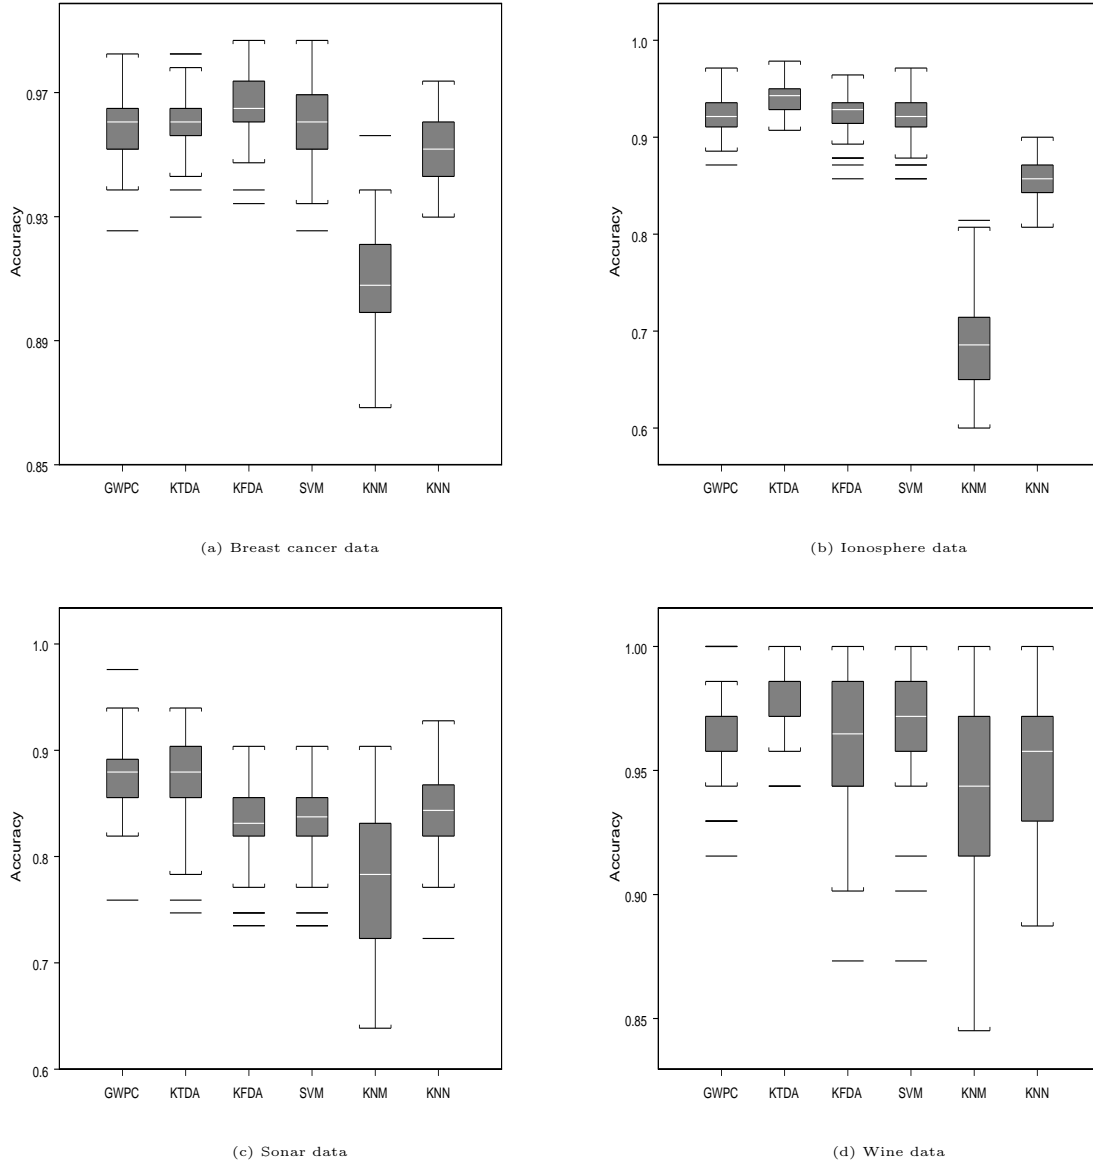 0.97
0.93
0.89
0.85
Accuracy
GWPC KTDA KFDA SVM KNM KNN
(a) Breast cancer data
1.0
0.9
0.8
0.7
0.6
Accuracy
GWPC KTDA KFDA SVM KNM KNN
(b) Ionosphere data
1.0
0.9
0.8
0.7
0.6
Accuracy
GWPC KTDA KFDA SVM KNM KNN
(c) Sonar data
1.00
0.95
0.90
0.85
Accuracy
GWPC KTDA KFDA SVM KNM KNN
(d) Wine data